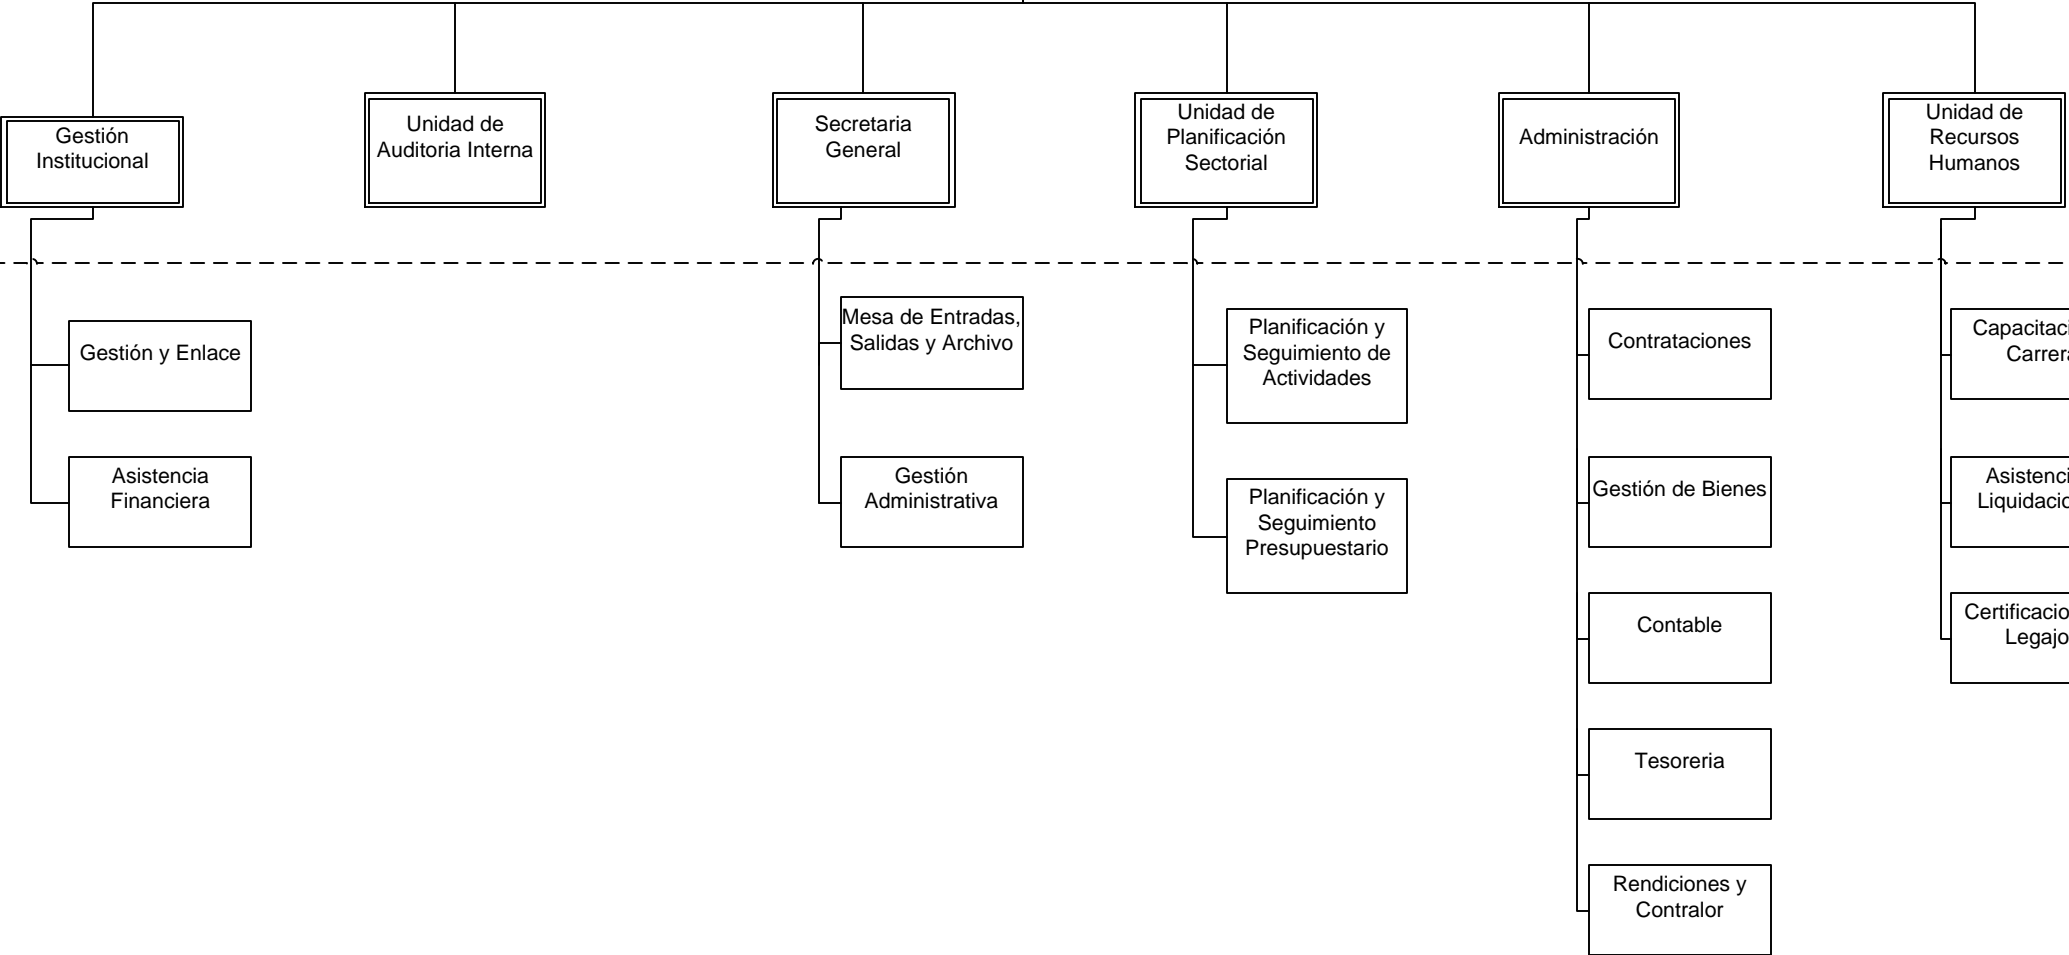 Gestión
Institucional
Unidad de
Auditoria Interna
Secretaria
General
Unidad de
Planificación
Sectorial
Administración
Unidad de
Recursos
Humanos
Gestión y Enlace
Asistencia
Financiera
Mesa de Entradas,
Salidas y Archivo
Gestión
Administrativa
Planificación y
Seguimiento de
Actividades
Planificación y
Seguimiento
Presupuestario
Contrataciones
Gestión de Bienes
Contable
Tesoreria
Rendiciones y
Contralor